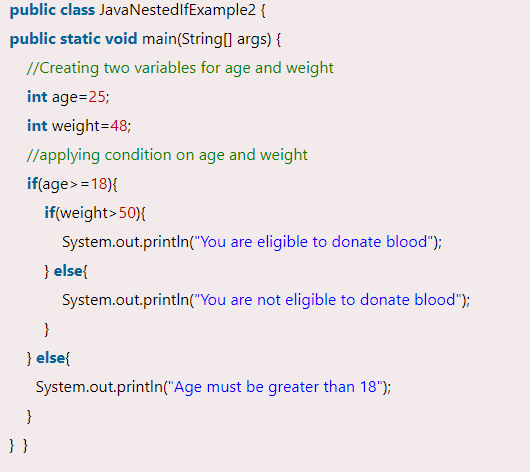 public class JavaNestedIfExample2 {
public static void main(String[] args) {
//Creating two variables for age and weight
int age=25;
int weight=48;
//applying condition on age and weight
if(age>=18){
if(weight>50){
System.out.println("You are eligible to donate blood");
} else{
System.out.println("You are not eligible to donate blood");
}
} else{
System.out.println("Age must be greater than 18");
}
} }